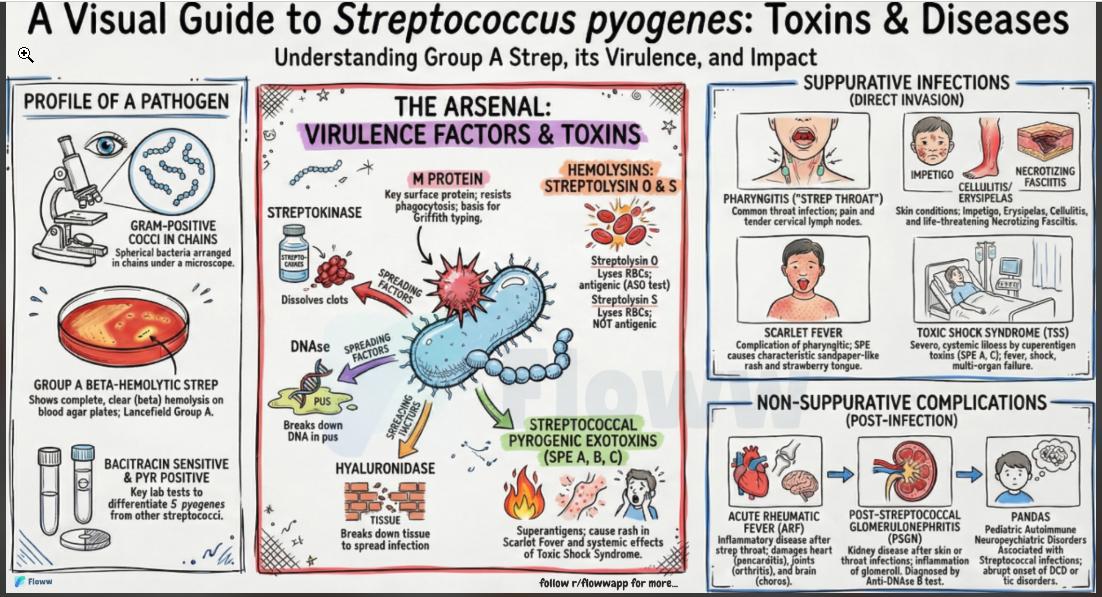 A Visual Guide to Streptococcus pyogenes: Toxins & Diseases
Understanding Group A Strep, its Virulence, and Impact
PROFILE OF A PATHOGEN
GRAM-POSITIVE
COCCI IN CHAINS
Spherical bacteria arranged
in chains under a microscope.
GROUP A BETA-HEMOLYTIC STREP
Shows complete, clear (beta) hemolysis on
blood agar plates; Lancefield Group A.
BACITRACIN SENSITIVE
& PYR POSITIVE
Key lab tests to
differentiate 5 pyogenes
from other streptococci.
Floww
THE ARSENAL:
VIRULENCE FACTORS & TOXINS
M PROTEIN
Key surface protein; resists
phagocytosis; basis for
Griffith typing.
HEMOLYSINS:
STREPTOLYSIN O & S
Streptolysin O
Lyses RBCs;
antigenic (ASO test)
Streptolysin S
Lyses RBCs;
NOT antigenic
STREPTOKINASE
STREPTO-
Dissolves clots
SPREADING
FACTORS
DNAse
SPREADING
FACTORS
PUS
Breaks down
DNA in pus
HYALURONIDASE
TISSUE
Breaks down tissue
to spread infection
STREPTOCOCCAL
PYROGENIC EXOTOXINS
(SPE A, B, C)
Superantigens; cause rash in
Scarlot Fover and systemic effects
of Toxic Shock Syndrome.
Floww
follow r/flowwapp for more...
SUPPURATIVE INFECTIONS
(DIRECT INVASION)
PHARYNGITIS ("STREP THROAT")
Common throat infection; pain and
tender cervical lymph nodes.
IMPETIGO
CELLULITIS/
ERYSIPELAS
NECROTIZING
FASCIITIS
Skin conditions; Impetigo, Erysipelas, Cellulitis,
and life-threatening Necrotizing Fascilitis.
SCARLET FEVER
Complication of pharyngitis; SPE
causes characteristic sandpaper-like
rash and strawberry tongue.
TOXIC SHOCK SYNDROME (TSS)
Severo, cystemic liloess by cuperentigen
toxins (SPE A, C); fever, shock,
multi-organ failure.
NON-SUPPURATIVE COMPLICATIONS
(POST-INFECTION)
ACUTE RHEUMATIC
FEVER (ARF)
Inflammatory disease after
strep throat; damages heart
(pencarditis), joints
(orthritis), and brain
(choros).
POST-STREPTOCOCCAL
GLOMERULONEPHRITIS
(PSGN)
Kidney disease after skin or
throat infections; inflammation
of glomeroll. Diagnosed by
Anti-DNAse B test.
PANDAS
Pediatric Autoimmune
Neuropeychiatric Disorders
Ascociated with
Streptococcal infections;
abrupt onset of DCD or
tic disorders.